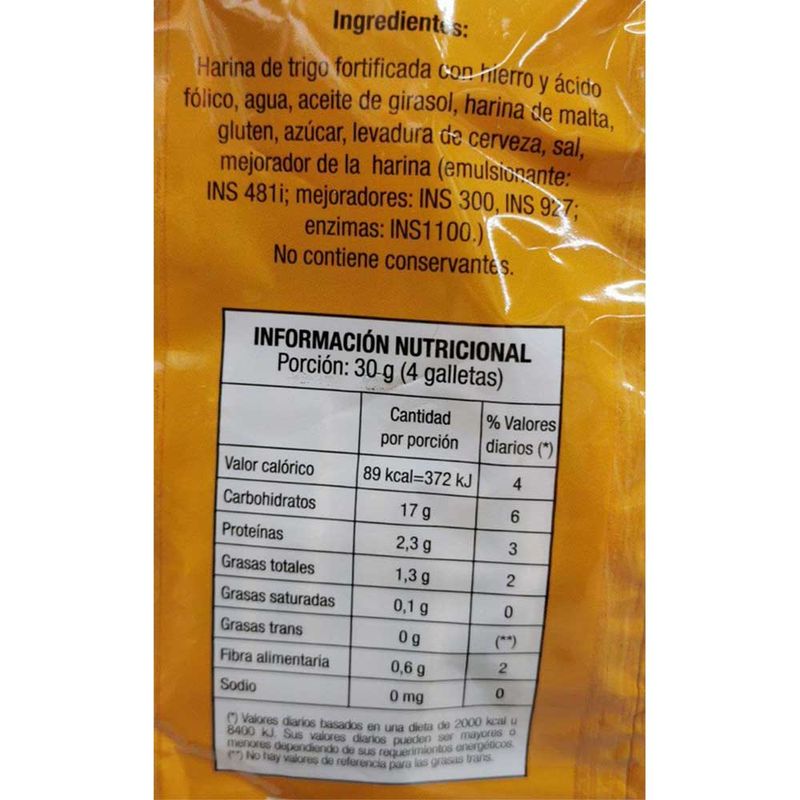 Ingredientes:
Harina de trigo fortificada con hierro y ácido
fólico, agua, aceite de girasol, harina de malta,
gluten, azúcar, levadura de cerveza, sal,
mejorador de la harina (emulsionante:
INS 481i; mejoradores: INS 300, INS 927;
enzimas: INS1100.)
No contiene conservantes.
INFORMACIÓN NUTRICIONAL
Porción: 30 g (4 galletas)
Cantidad por porción % Valores diarios (*)
Valor calórico 89 kcal=372 kJ 4
Carbohidratos 17 g 6
Proteínas 2,3 g 3
Grasas totales 1,3 g 2
Grasas saturadas 0,1 g 0
Grasas trans 0 g (**)
Fibra alimentaria 0,6 g 2
Sodio 0 mg 0
(*) Valores diarios basados en una dieta de 2000 kcal u
8400 kJ. Sus valores diarios pueden ser mayores o
menores dependiendo de sus requerimientos energéticos.
(**) No hay valores de referencia para las grasas trans.